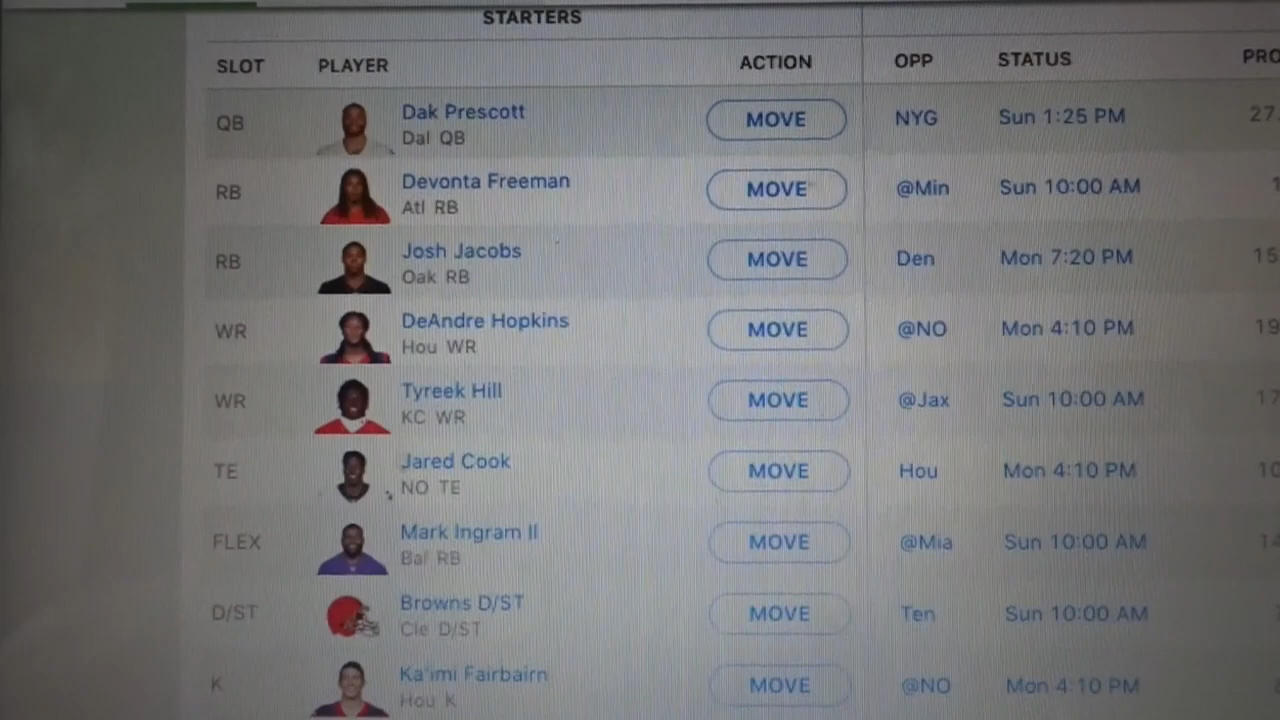 STARTERS
SLOT PLAYER ACTION OPP STATUS
QB Dak Prescott MOVE NYG Sun 1:25 PM
Dal QB
RB Devonta Freeman MOVE @Min Sun 10:00 AM
Atl RB
RB Josh Jacobs MOVE Den Mon 7:20 PM 15
Oak RB
WR DeAndre Hopkins MOVE @NO Mon 4:10 PM 19
Hou WR
WR Tyreek Hill MOVE @Jax Sun 10:00 AM 17
KC WR
TE Jared Cook MOVE Hou Mon 4:10 PM 10
NO TE
FLEX Mark Ingram II MOVE @Mia Sun 10:00 AM 14
Bal RB
D/ST Browns D/ST MOVE Ten Sun 10:00 AM
Cle D/ST
K Ka'imi Fairbairn MOVE @NO Mon 4:10 PM
Hou K